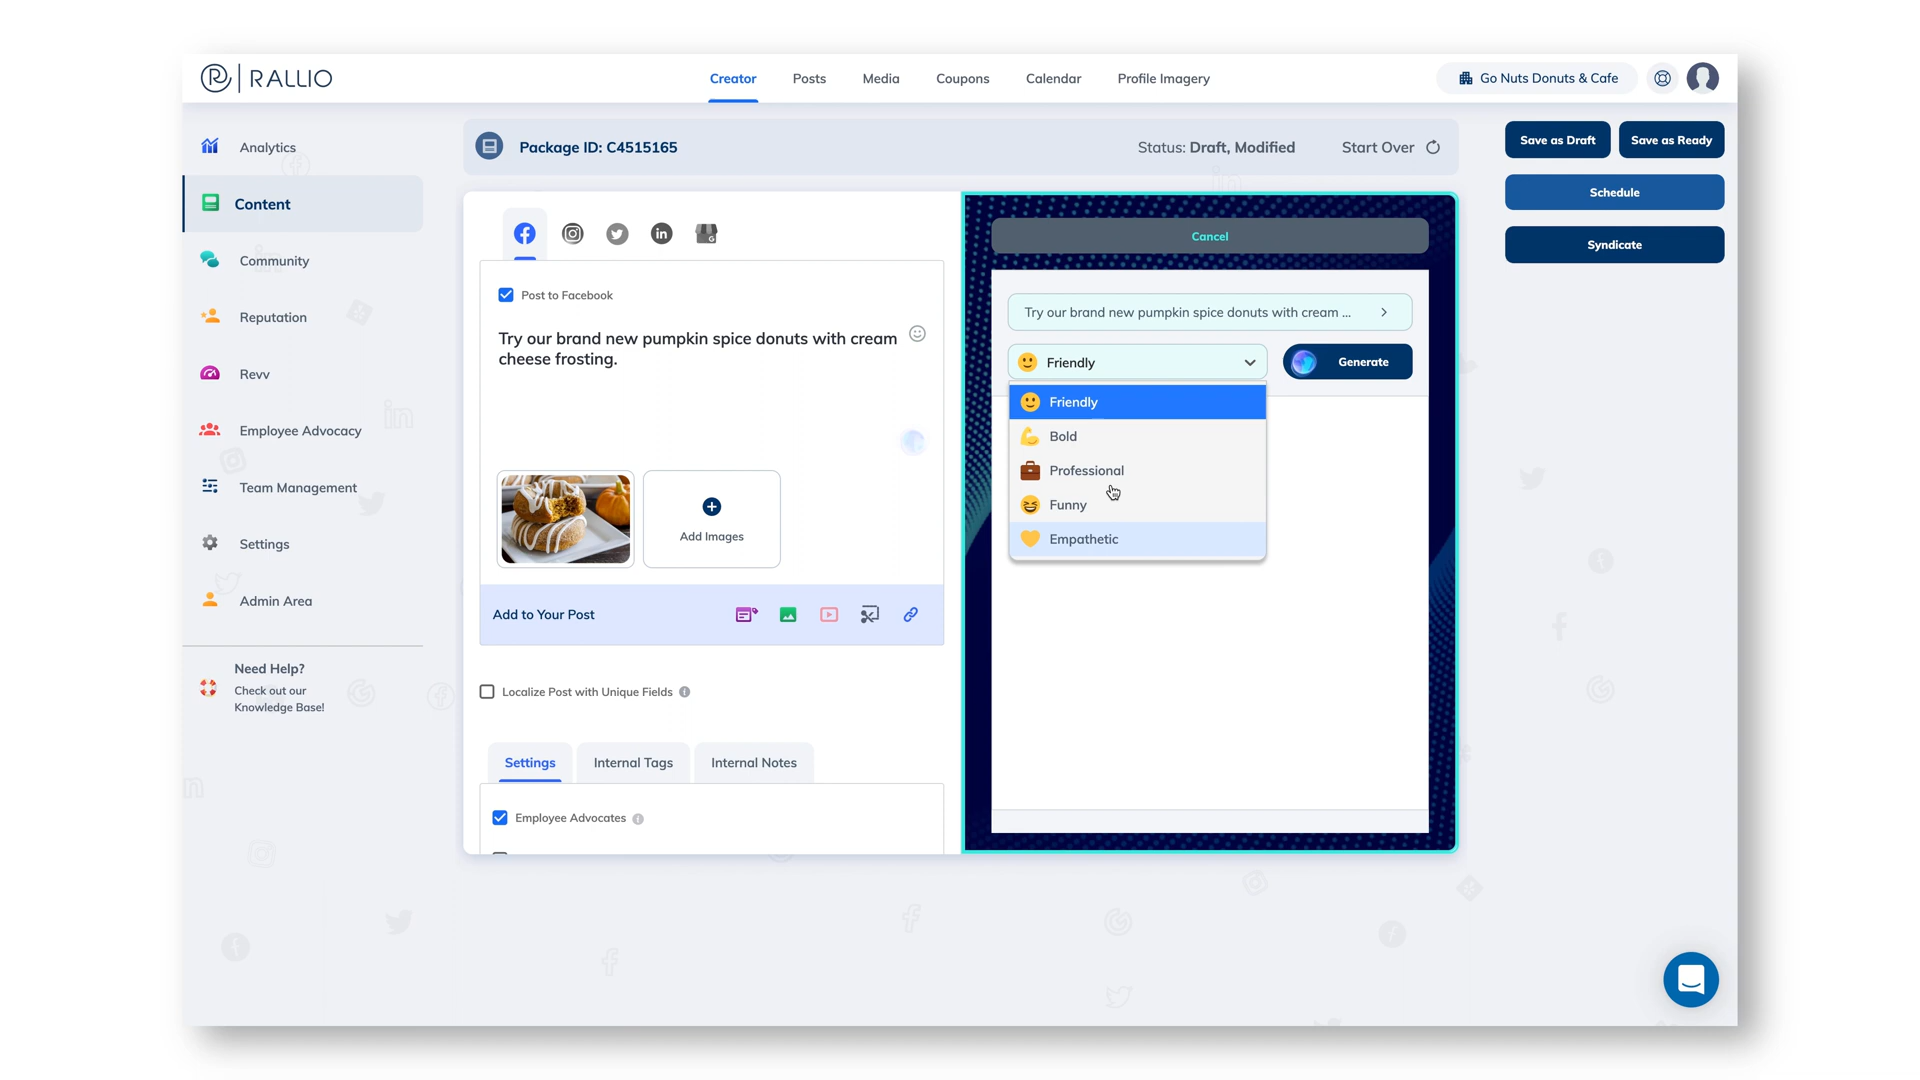 RALLIO
Creator
Posts
Media
Coupons
Calendar
Profile Imagery
Go Nuts Donuts & Cafe
Analytics
Content
Community
Reputation
Revv
Employee Advocacy
Team Management
Settings
Admin Area
Need Help?
Check out our
Knowledge Base!
Package ID: C4515165
Status: Draft, Modified
Start Over
Post to Facebook
Try our brand new pumpkin spice donuts with cream
cheese frosting.
Add Images
Add to Your Post
Localize Post with Unique Fields
Settings
Internal Tags
Internal Notes
Employee Advocates
Cancel
Try our brand new pumpkin spice donuts with cream ...
Friendly
Generate
Friendly
Bold
Professional
Funny
Empathetic
Save as Draft
Save as Ready
Schedule
Syndicate